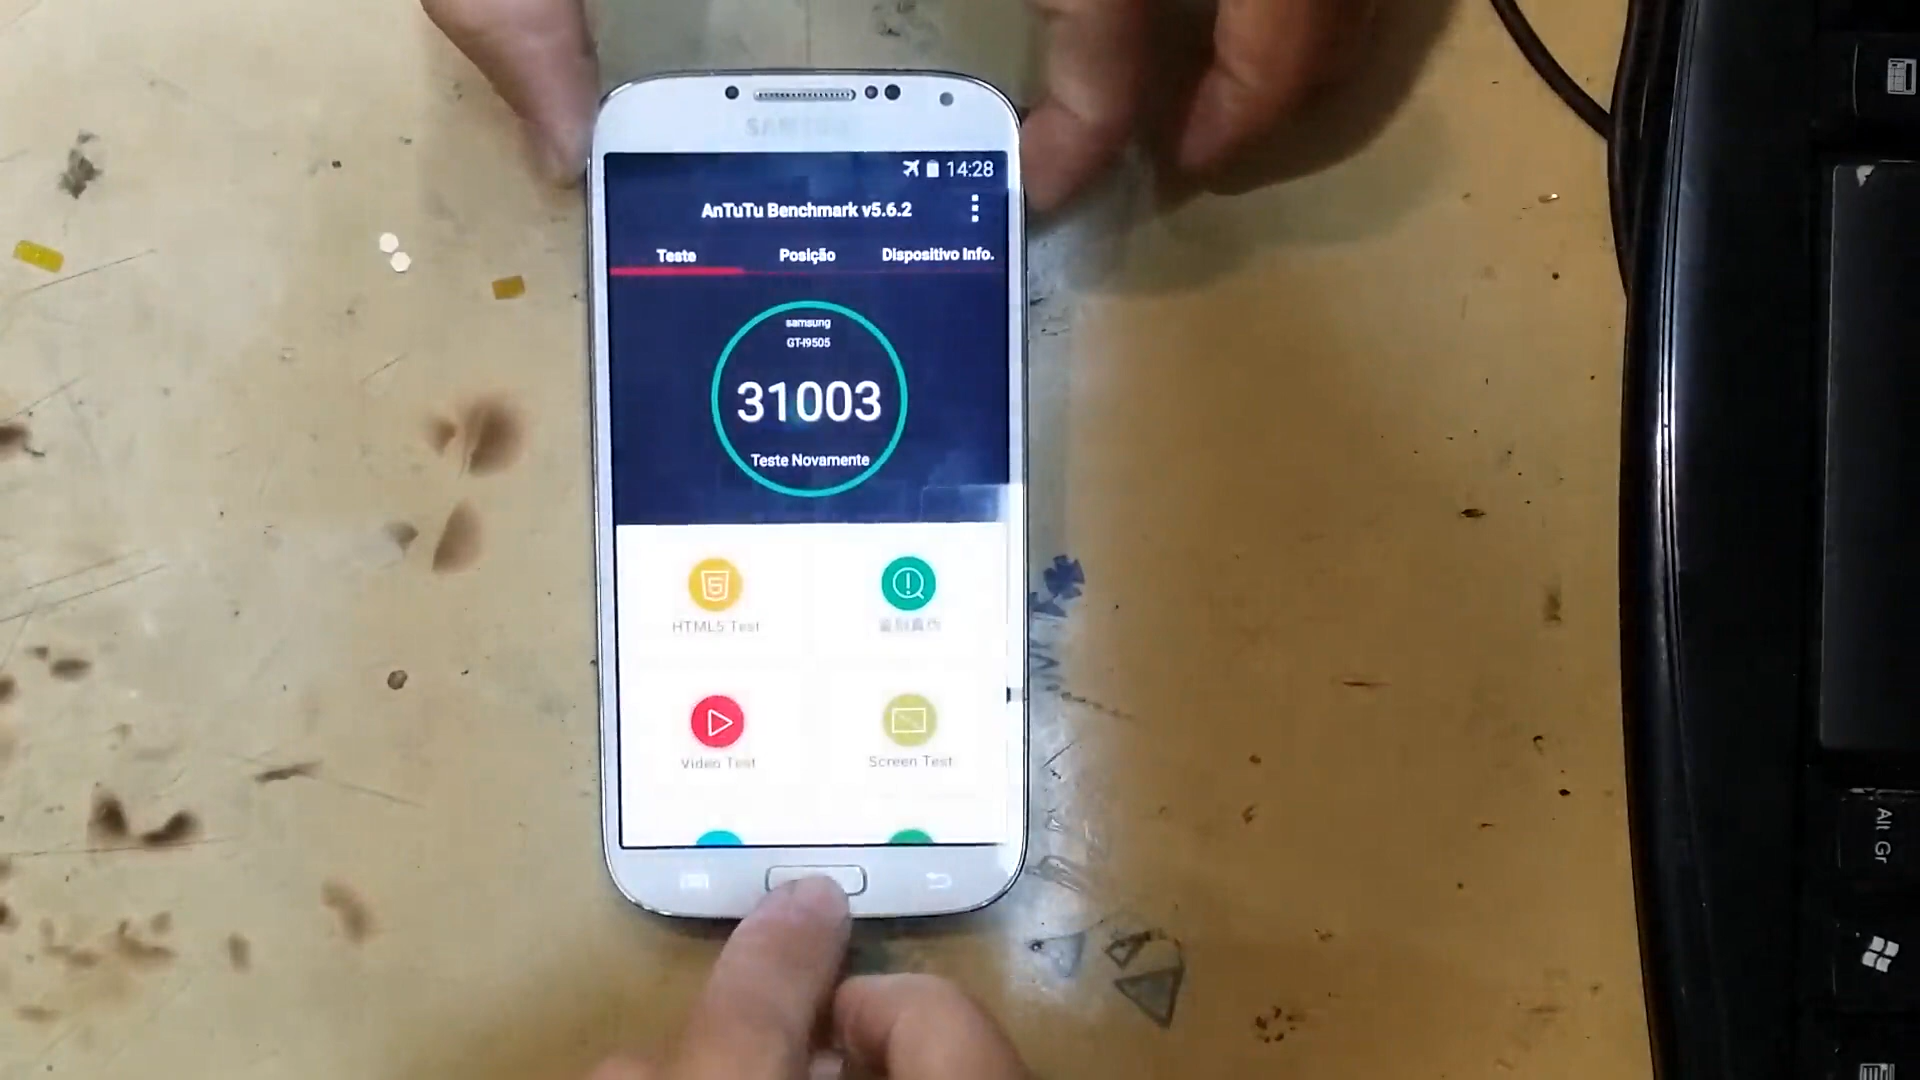 SAMSUNG
14:28
AnTuTu Benchmark v5.6.2
Teste
Posição
Dispositivo Info.
samsung
GT-I9505
31003
Teste Novamente
HTML5 Test
Video Test
Screen Test
Alt Gr